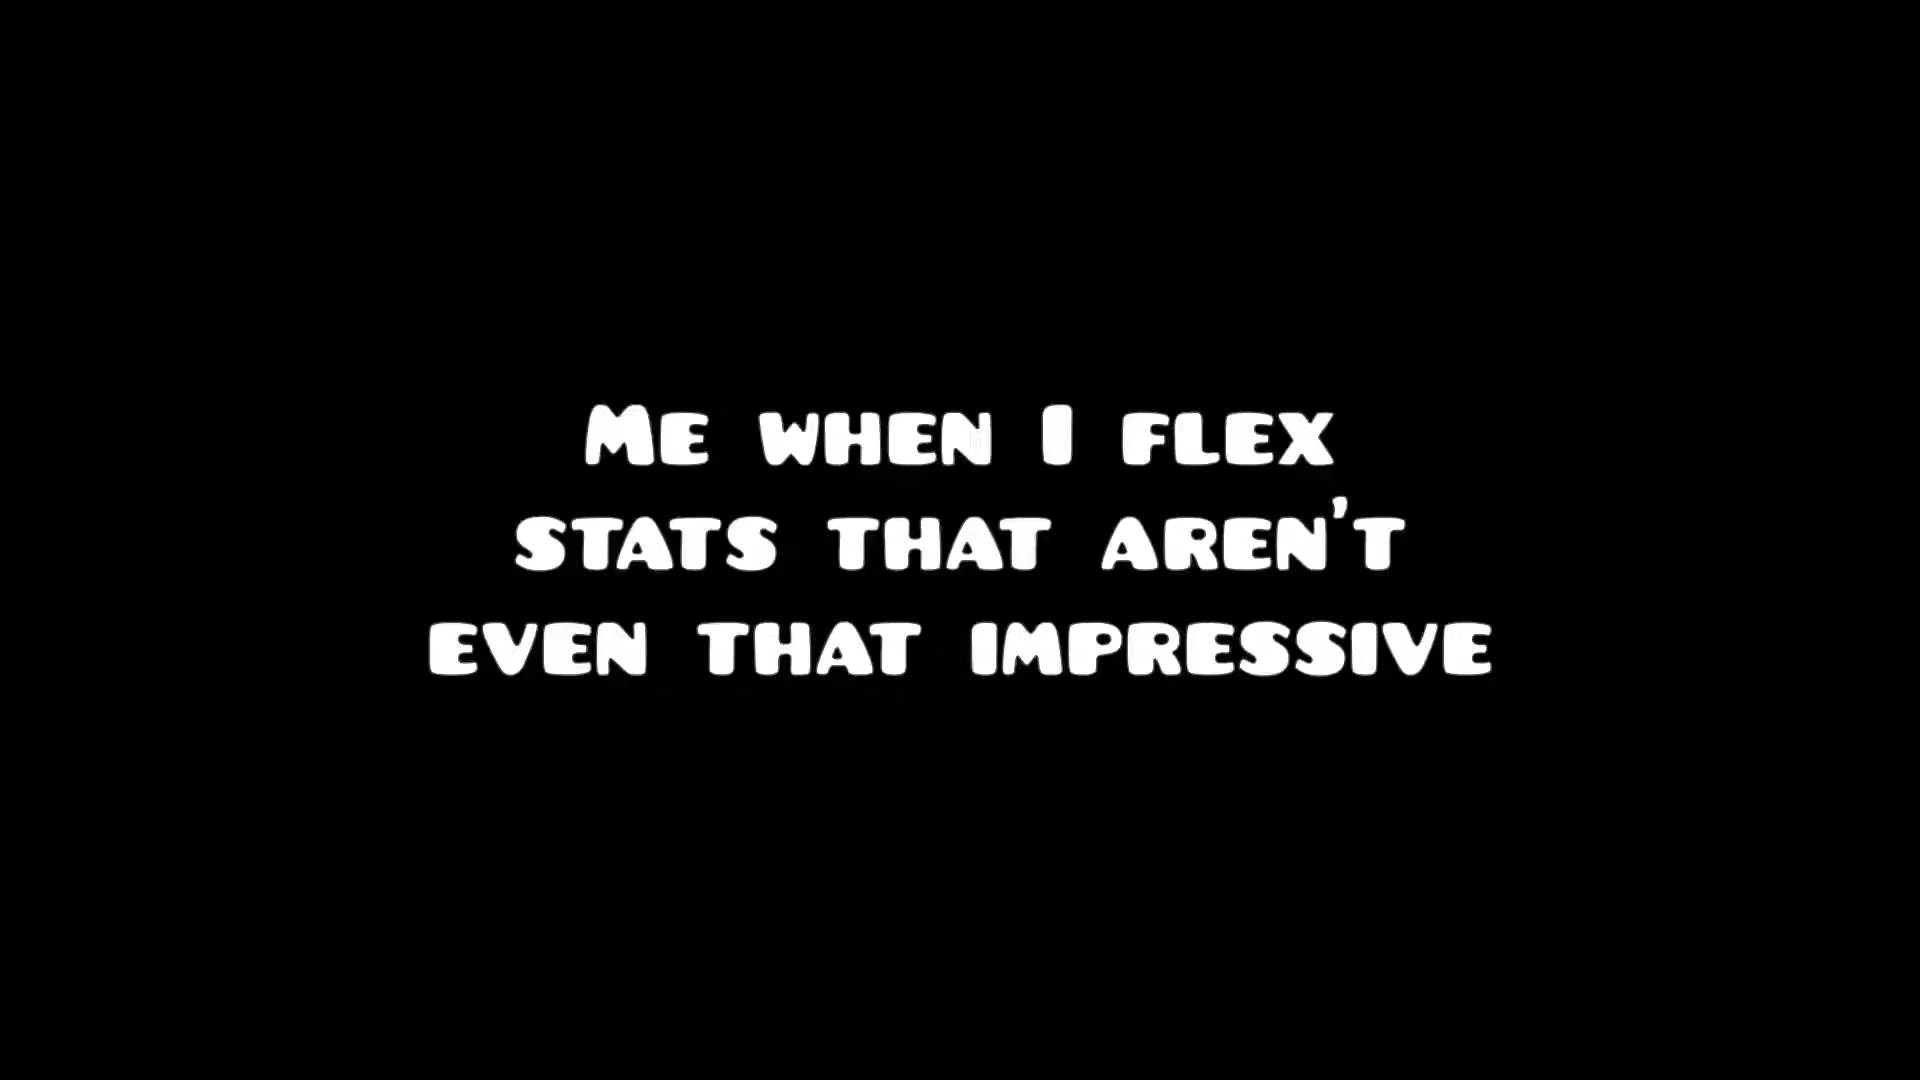 Me when I flex
stats that aren't
even that impressive